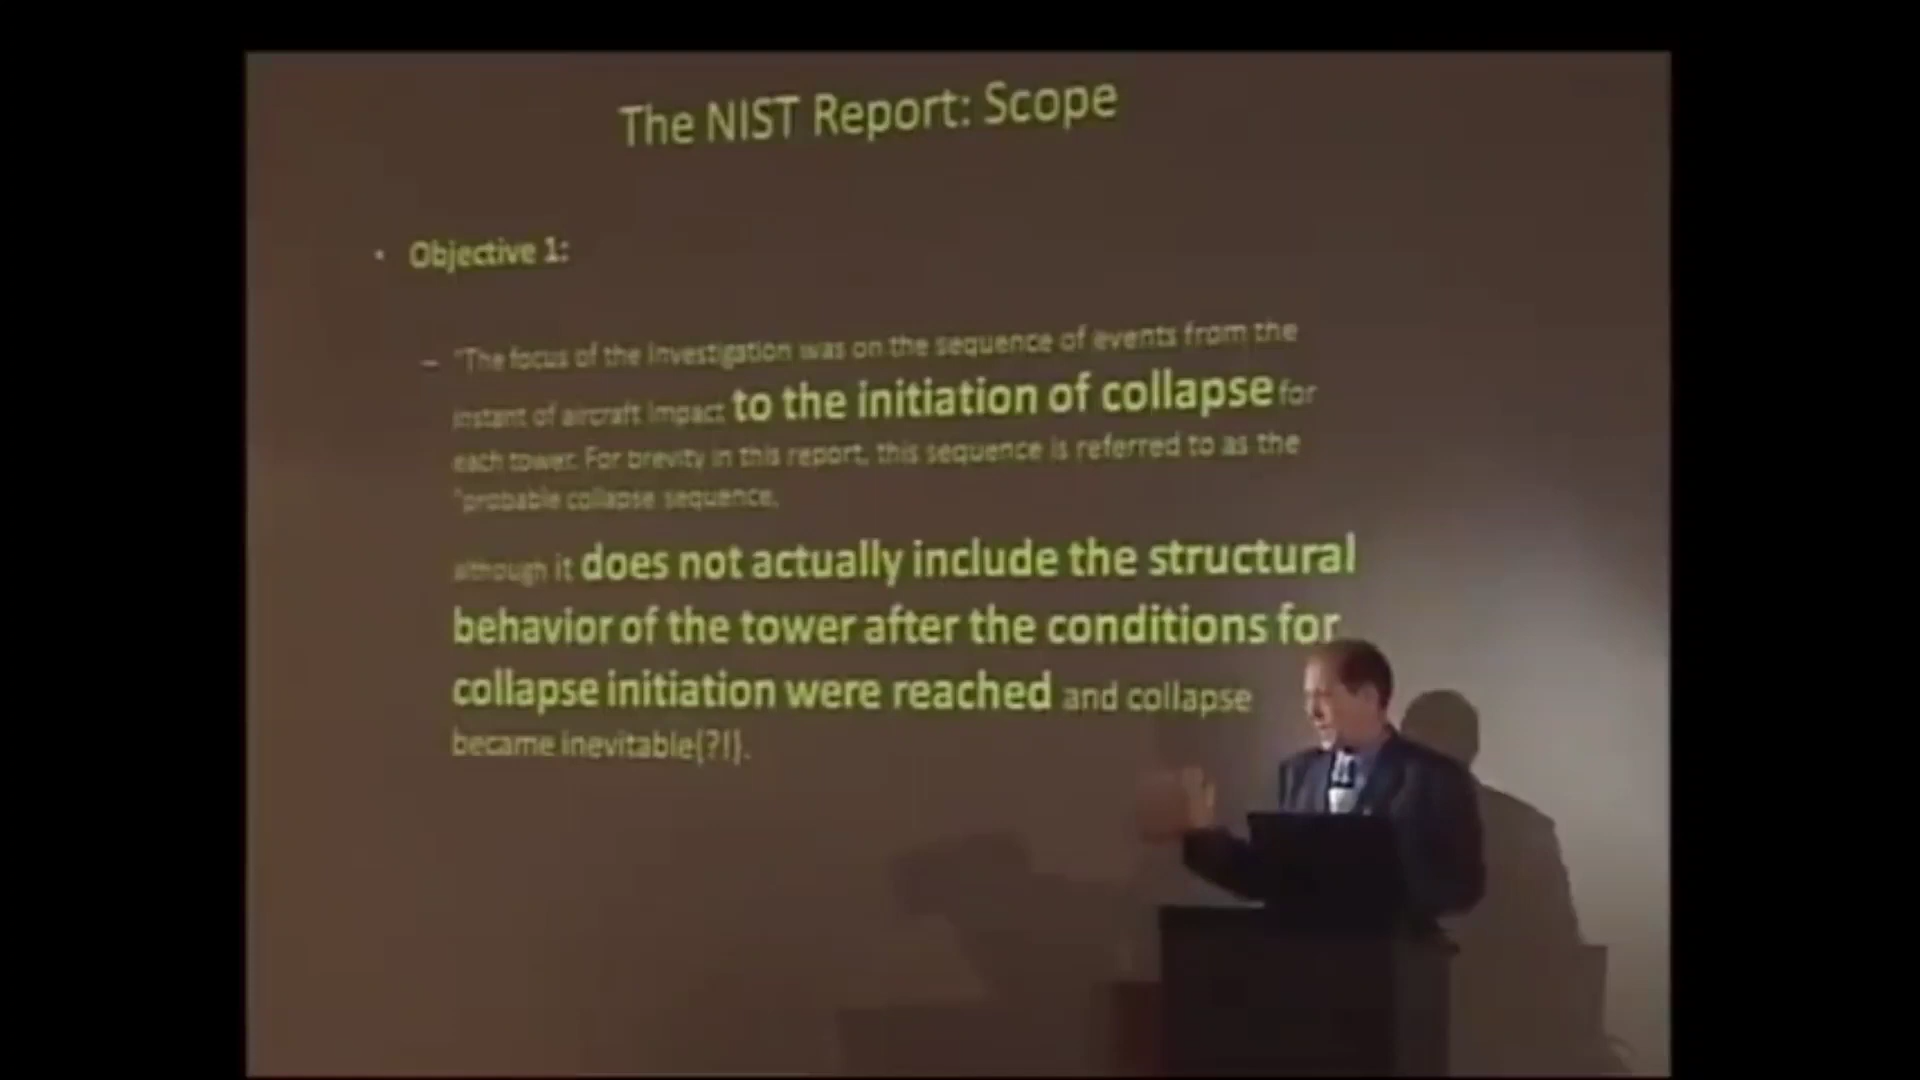 The NIST Report: Scope
• Objective 1:
– "The focus of the Investigation was on the sequence of events from the
instant of aircraft impact to the initiation of collapse for
each tower. For brevity in this report, this sequence is referred to as the
"probable collapse sequence,
although it does not actually include the structural
behavior of the tower after the conditions for
collapse initiation were reached and collapse
became inevitable(?!).